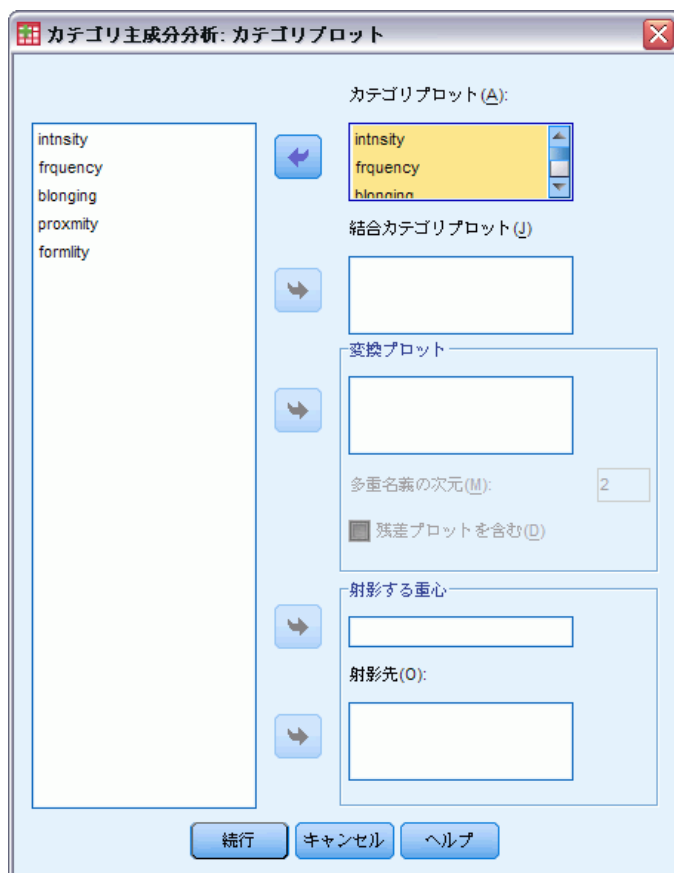 カテゴリ主成分分析: カテゴリプロット
カテゴリプロット(A):
intnsity
frquency
blonging
proxmity
formlity
intnsity
frquency
blonging
結合カテゴリプロット(J)
変換プロット
多重名義の次元(M): 2
残差プロットを含む(D)
射影する重心
射影先(O):
続行 キャンセル ヘルプ